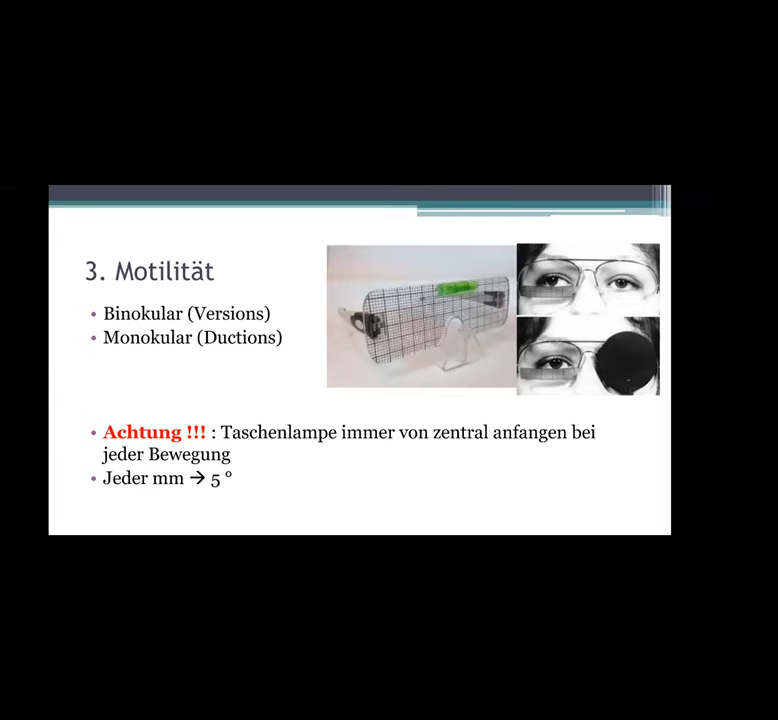 3. Motilität
• Binokular (Versions)
• Monokular (Ductions)
• Achtung !!! : Taschenlampe immer von zentral anfangen bei
jeder Bewegung
• Jeder mm → 5 °